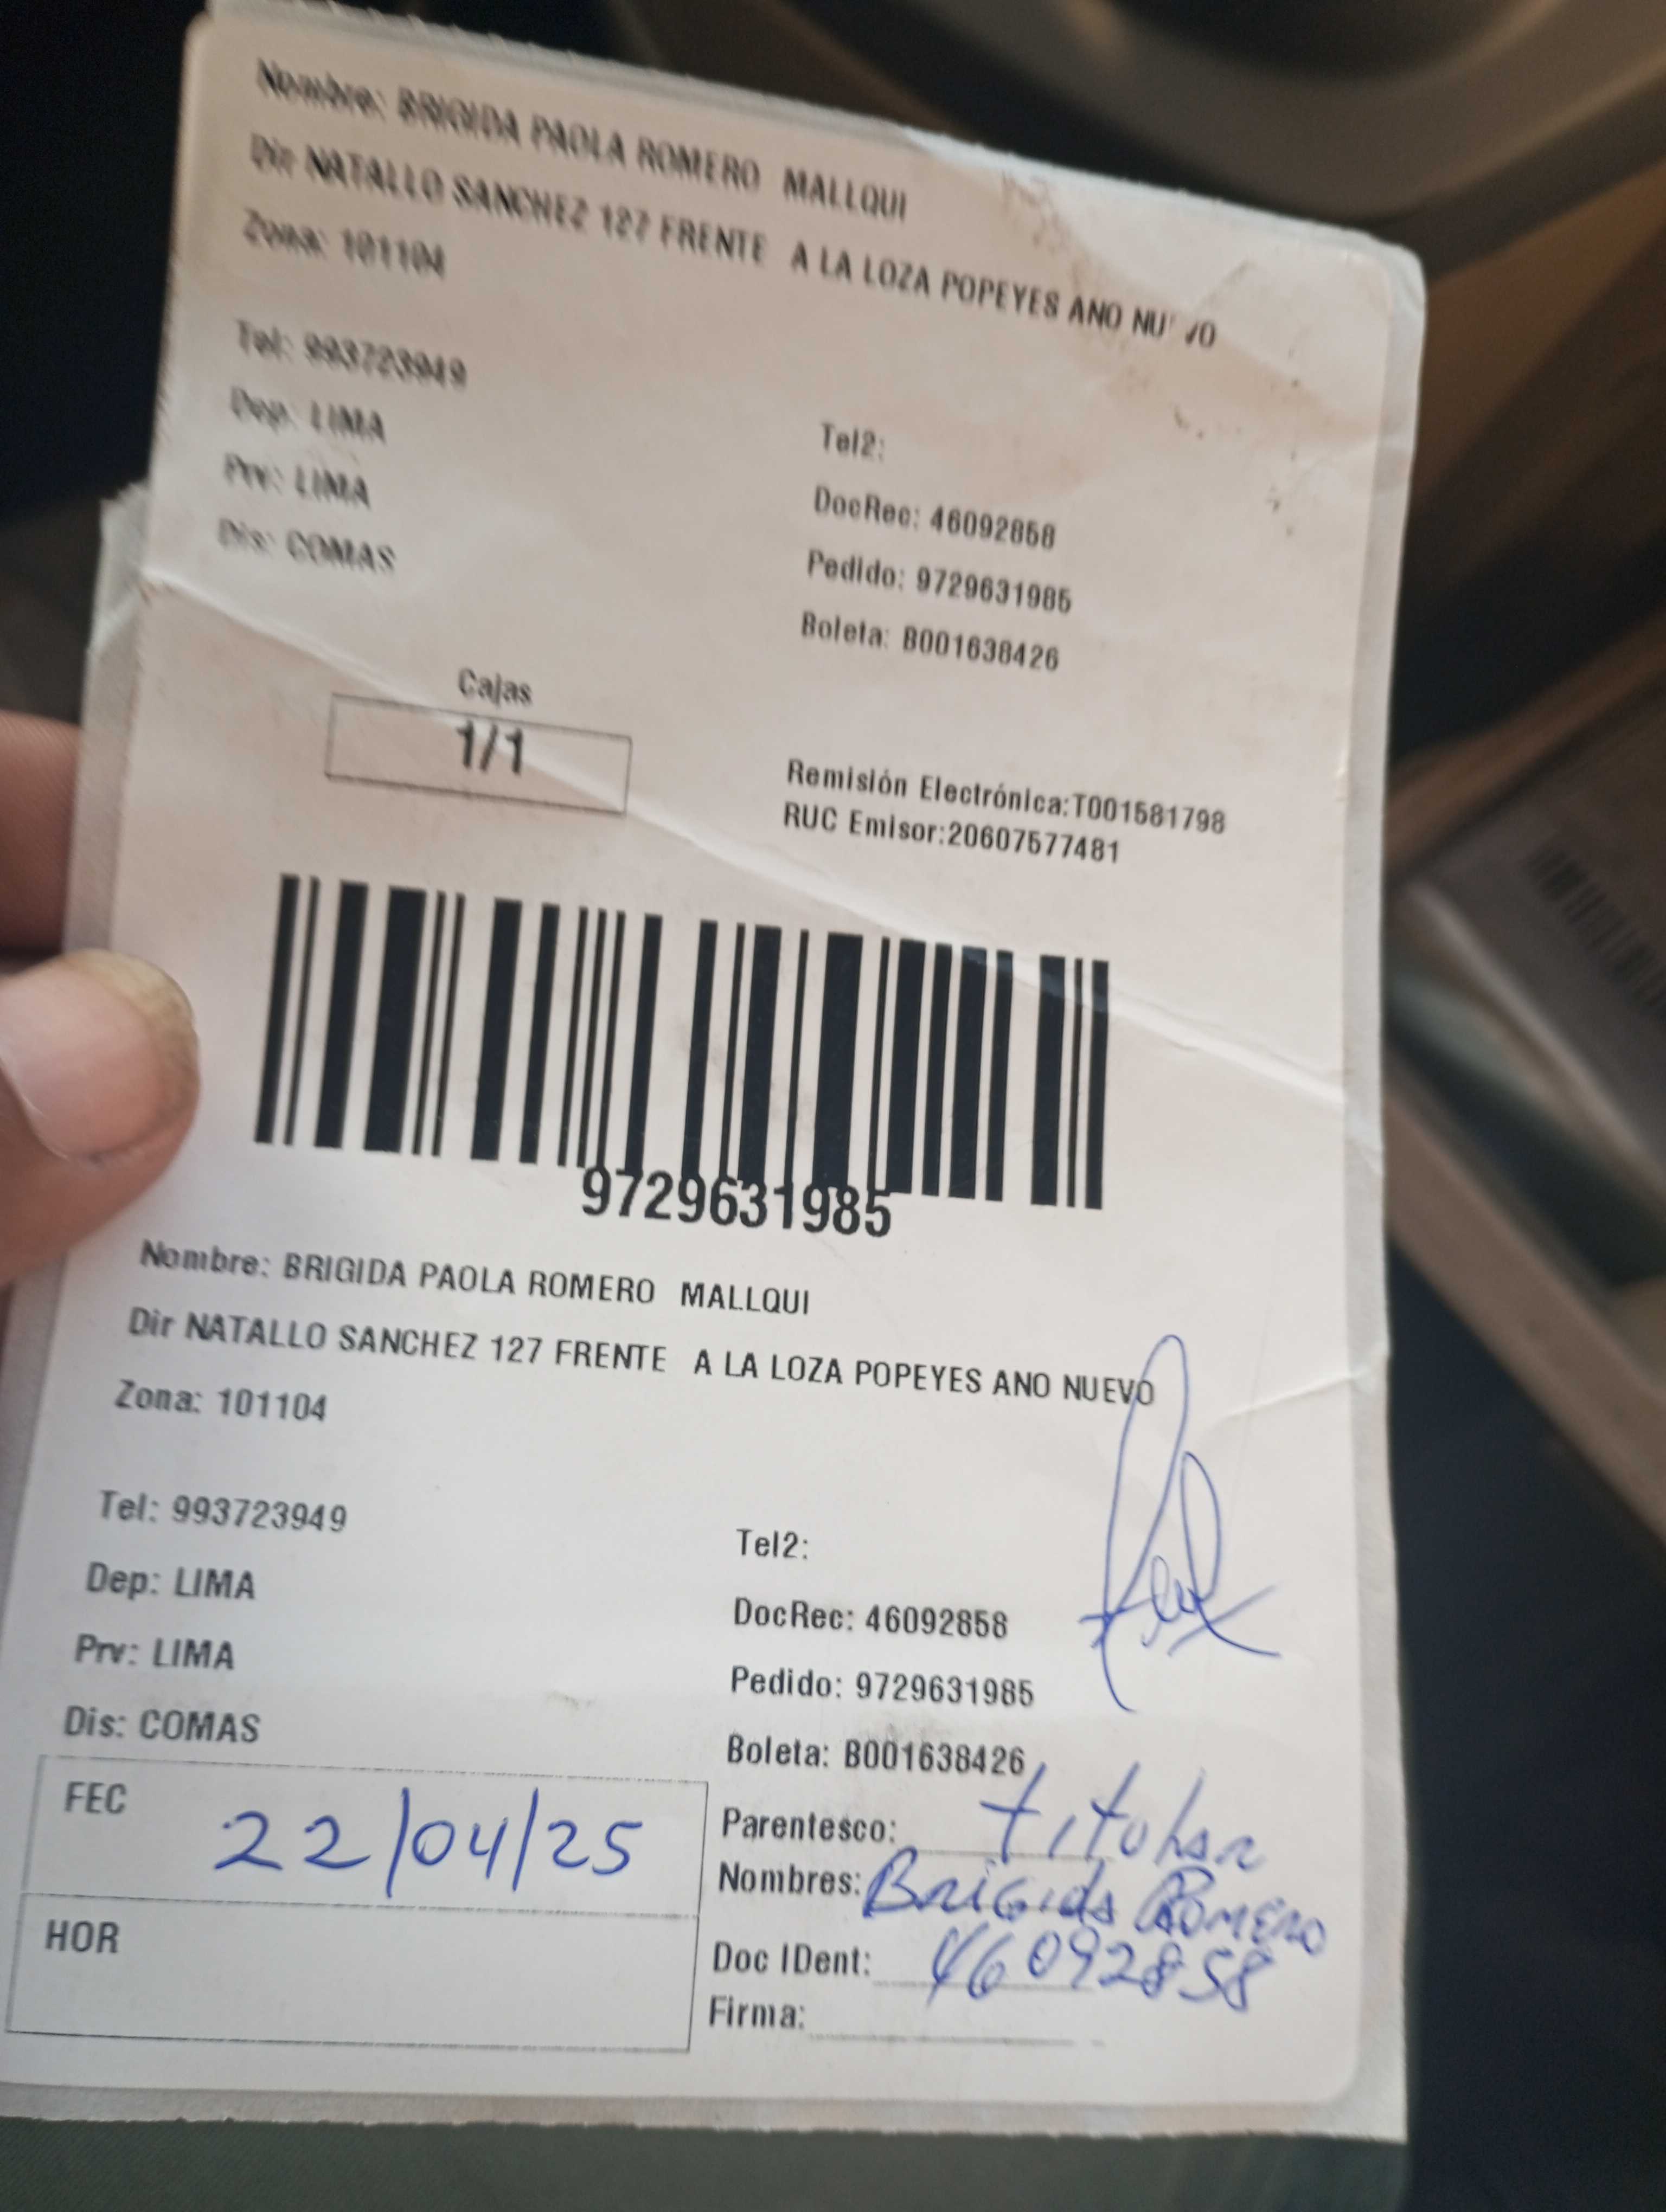 Nombre: BRIGIDA PAOLA ROMERO MALLQUI
Dir NATALLO SANCHEZ 127 FRENTE A LA LOZA POPEYES ANO NU VO
Zona: 101104
Tel: 993723949
Tel2:
Dep: LIMA
DocRec: 46092858
Prv: LIMA
Pedido: 9729631985
Dis: COMAS
Boleta: B001638426
Cajas
1/1
Remisión Electrónica:T001581798
RUC Emisor:20607577481
9729631985
Nombre: BRIGIDA PAOLA ROMERO MALLQUI
Dir NATALLO SANCHEZ 127 FRENTE A LA LOZA POPEYES ANO NUEVO
Zona: 101104
Tel: 993723949
Tel2:
Dep: LIMA
DocRec: 46092858
Prv: LIMA
Pedido: 9729631985
Dis: COMAS
Boleta: B001638426
FEC 22/04/25
Parentesco: titular
Nombres: Brigida Romero
HOR
Doc IDent: 46092858
Firma: